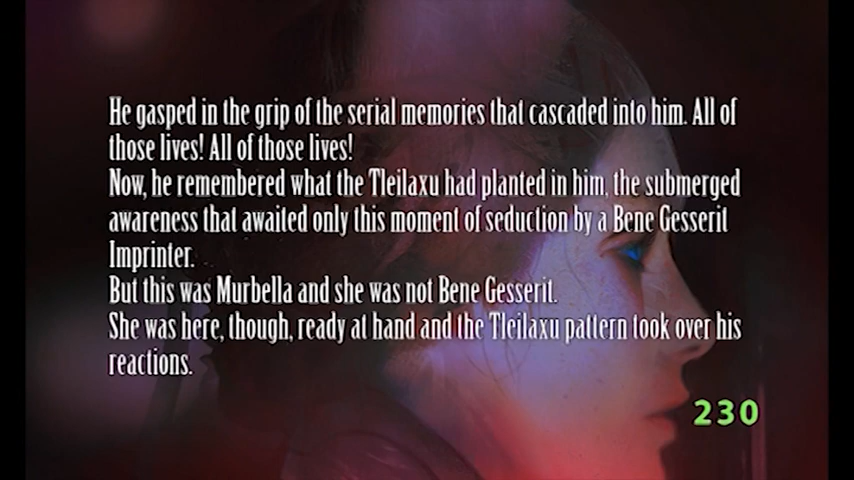 He gasped in the grip of the serial memories that cascaded into him. All of
those lives! All of those lives!
Now, he remembered what the Tleilaxu had planted in him, the submerged
awareness that awaited only this moment of seduction by a Bene Gesserit
Imprinter.
But this was Murbella and she was not Bene Gesserit.
She was here, though, ready at hand and the Tleilaxu pattern took over his
reactions.
230